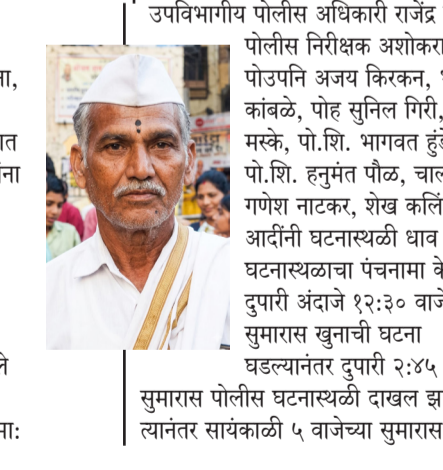 ना,
त
ंना
ले
मा:
उपविभागीय पोलीस अधिकारी राजेंद्र
पोलीस निरीक्षक अशोकरा
पोउपनि अजय किरकन,
कांबळे, पोह सुनिल गिरी,
मस्के, पो.शि. भागवत हुंडे
पो.शि. हनुमंत पौळ, चाल
गणेश नाटकर, शेख कलिं
आदींनी घटनास्थळी धाव
घटनास्थळाचा पंचनामा के
दुपारी अंदाजे १२:३० वाजे
सुमारास खुनाची घटना
घडल्यानंतर दुपारी २:४५
सुमारास पोलीस घटनास्थळी दाखल झा
त्यानंतर सायंकाळी ५ वाजेच्या सुमारास